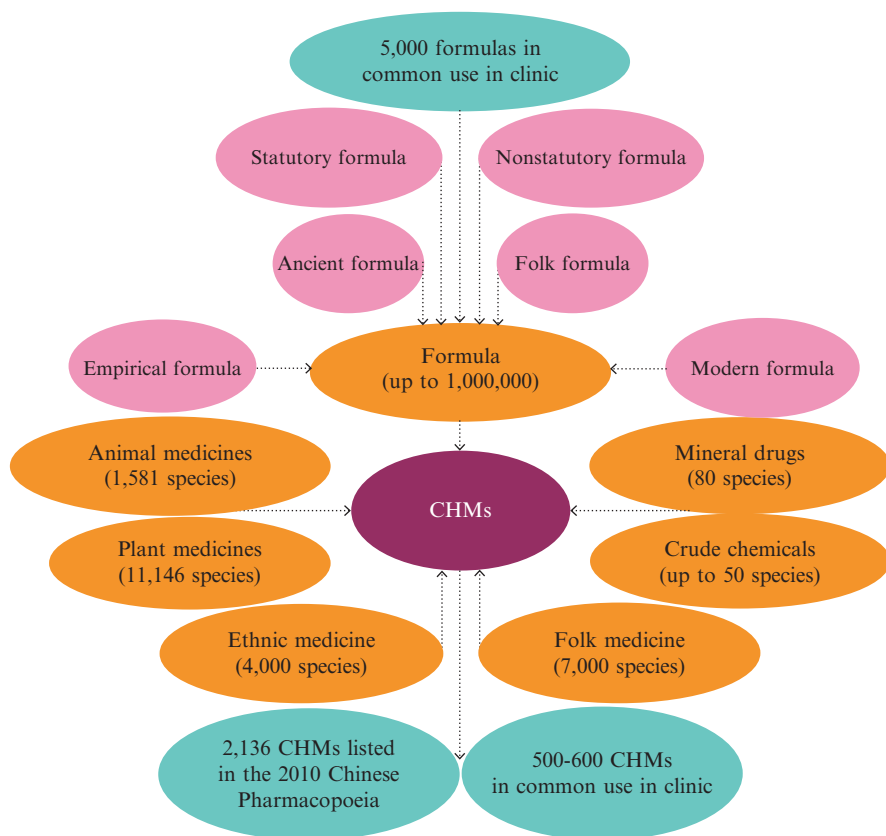 5,000 formulas in
common use in clinic
Statutory formula
Nonstatutory formula
Ancient formula
Folk formula
Empirical formula
Formula
(up to 1,000,000)
Modern formula
Animal medicines
(1,581 species)
Mineral drugs
(80 species)
CHMs
Plant medicines
(11,146 species)
Crude chemicals
(up to 50 species)
Ethnic medicine
(4,000 species)
Folk medicine
(7,000 species)
2,136 CHMs listed
in the 2010 Chinese
Pharmacopoeia
500-600 CHMs
in common use in clinic